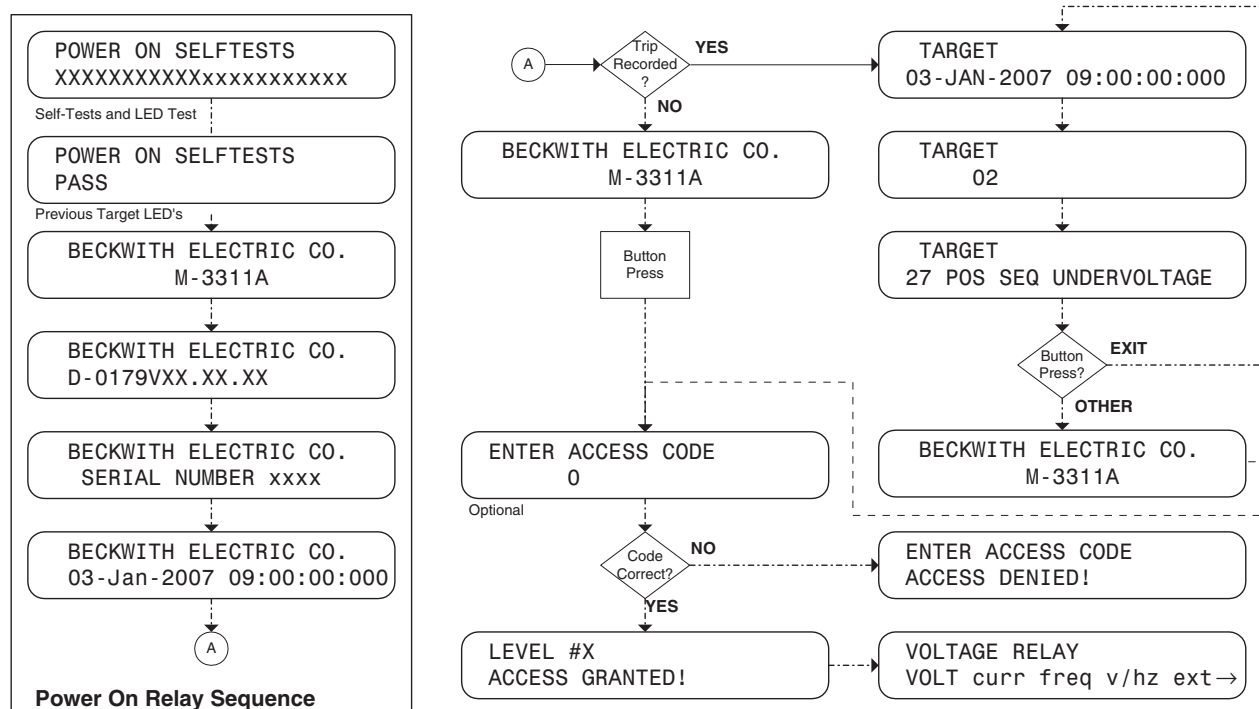 POWER ON SELFTESTS
XXXXXXXXXXXxxxxxxxxxxx
Self-Tests and LED Test
POWER ON SELFTESTS
PASS
Previous Target LED's
BECKWITH ELECTRIC CO.
M-3311A
BECKWITH ELECTRIC CO.
D-0179VXX.XX.XX
BECKWITH ELECTRIC CO.
SERIAL NUMBER xxxx
BECKWITH ELECTRIC CO.
03-Jan-2007 09:00:00:000
A
Power On Relay Sequence
A
Trip
Recorded
?
YES
NO
BECKWITH ELECTRIC CO.
M-3311A
Button
Press
ENTER ACCESS CODE
0
Optional
Code
Correct?
NO
YES
LEVEL #X
ACCESS GRANTED!
TARGET
03-JAN-2007 09:00:00:000
TARGET
02
TARGET
27 POS SEQ UNDERVOLTAGE
Button
Press?
EXIT
OTHER
BECKWITH ELECTRIC CO.
M-3311A
ENTER ACCESS CODE
ACCESS DENIED!
VOLTAGE RELAY
VOLT curr freq v/hz ext→